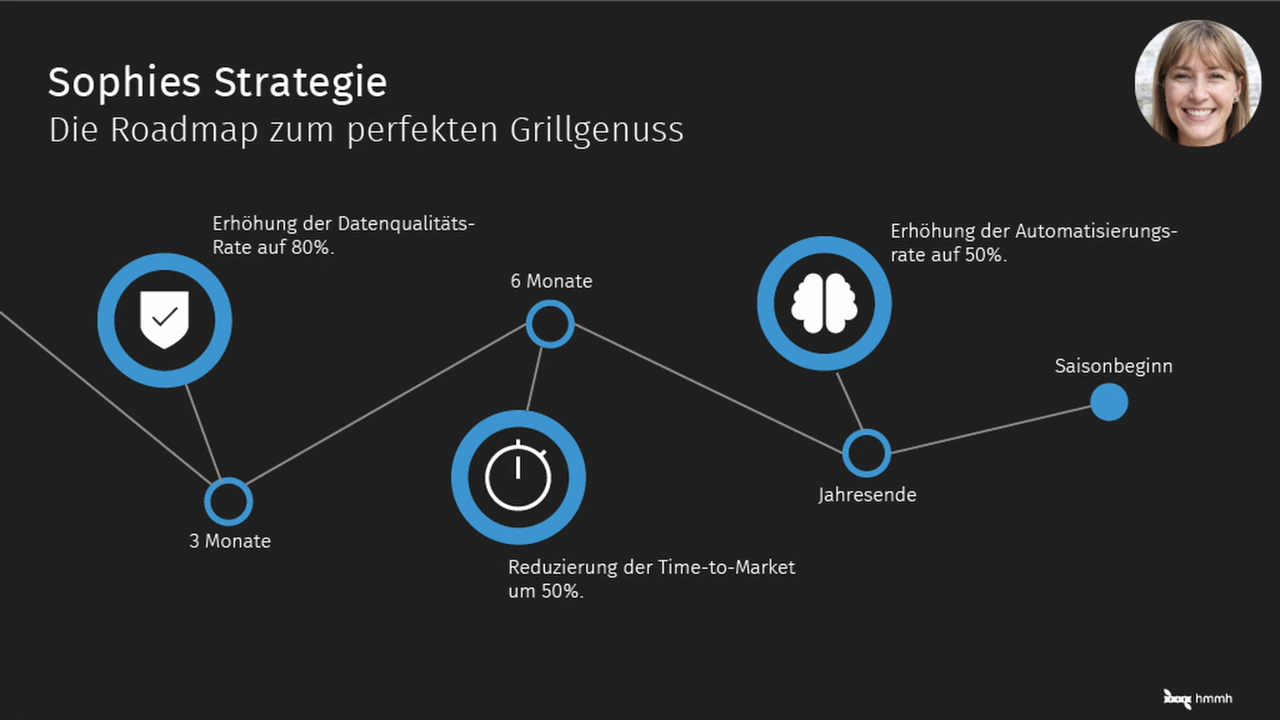 Sophies Strategie
Die Roadmap zum perfekten Grillgenuss
Erhöhung der Datenqualitäts-
Rate auf 80%.
3 Monate
6 Monate
Reduzierung der Time-to-Market
um 50%.
Erhöhung der Automatisierungs-
rate auf 50%.
Jahresende
Saisonbeginn
hmmh